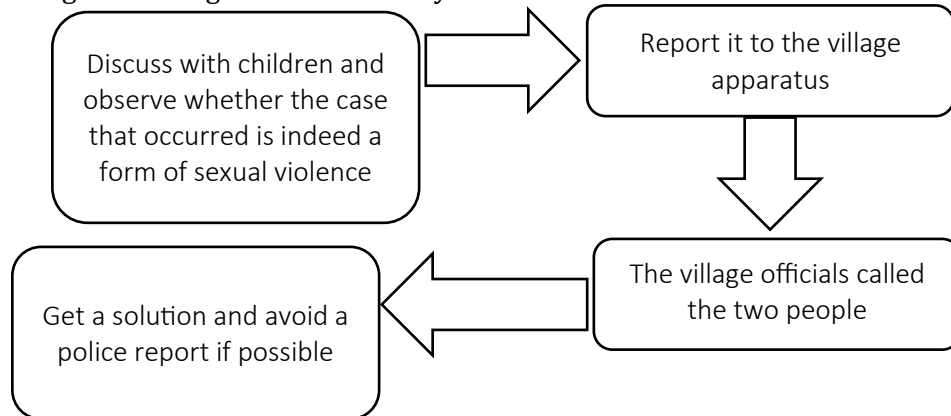 Discuss with children and
observe whether the case
that occurred is indeed a
form of sexual violence
Report it to the village
apparatus
The village officials called
the two people
Get a solution and avoid a
police report if possible